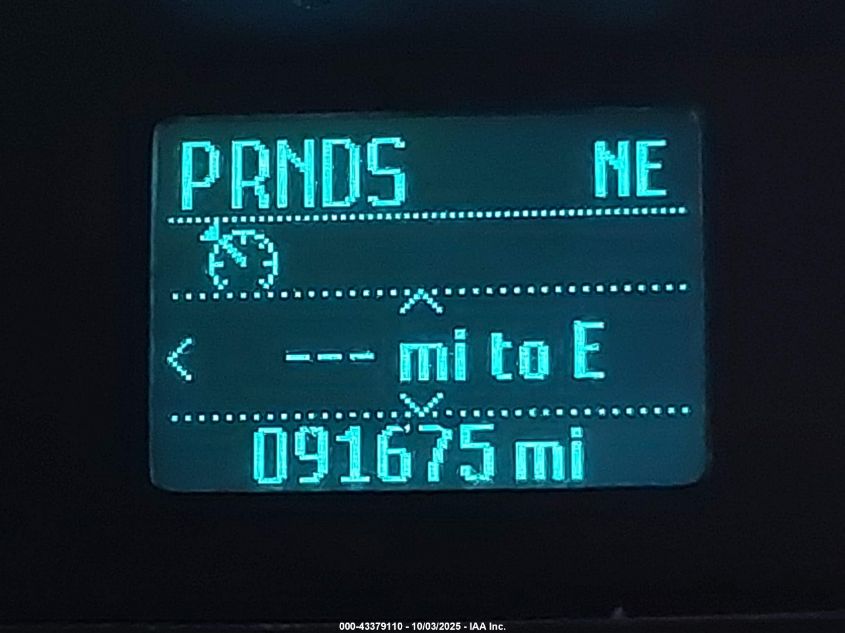 PRNDS NE
--- mi to E
091675 mi
000-43379110 - 10/03/2025 - IAA Inc.